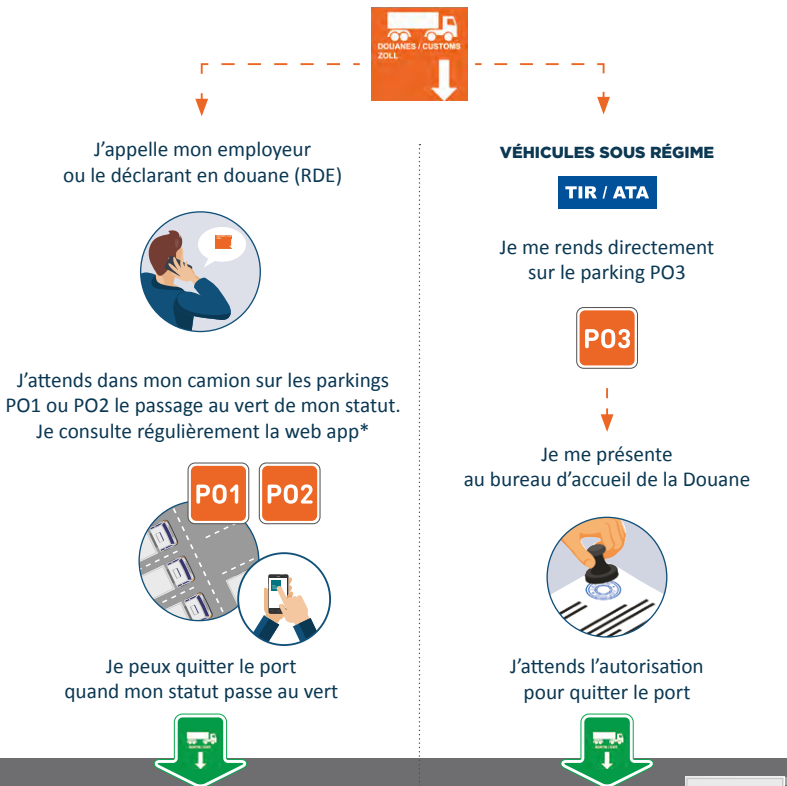 DOUANES / CUSTOMS
ZOLL
J'appelle mon employeur
ou le déclarant en douane (RDE)
J'attends dans mon camion sur les parkings
PO1 ou PO2 le passage au vert de mon statut.
Je consulte régulièrement la web app*
PO1 PO2
Je peux quitter le port
quand mon statut passe au vert
VÉHICULES SOUS RÉGIME
TIR / ATA
Je me rends directement
sur le parking PO3
PO3
Je me présente
au bureau d'accueil de la Douane
J'attends l'autorisation
pour quitter le port